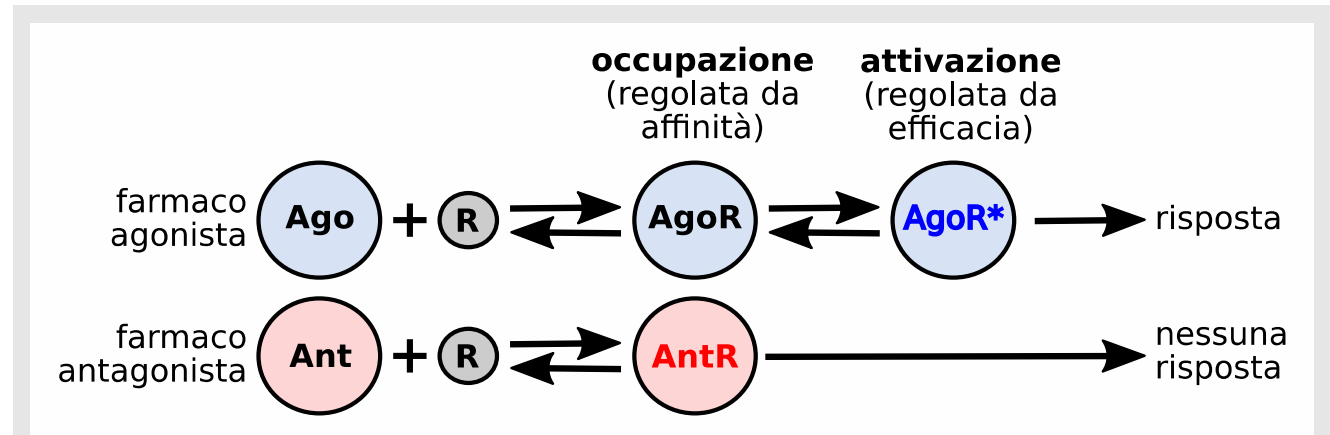 occupazione
(regolata da
affinità)
attivazione
(regolata da
efficacia)
farmaco
agonista
Ago + R
AgoR
AgoR*
risposta
farmaco
antagonista
Ant + R
AntR
nessuna
risposta